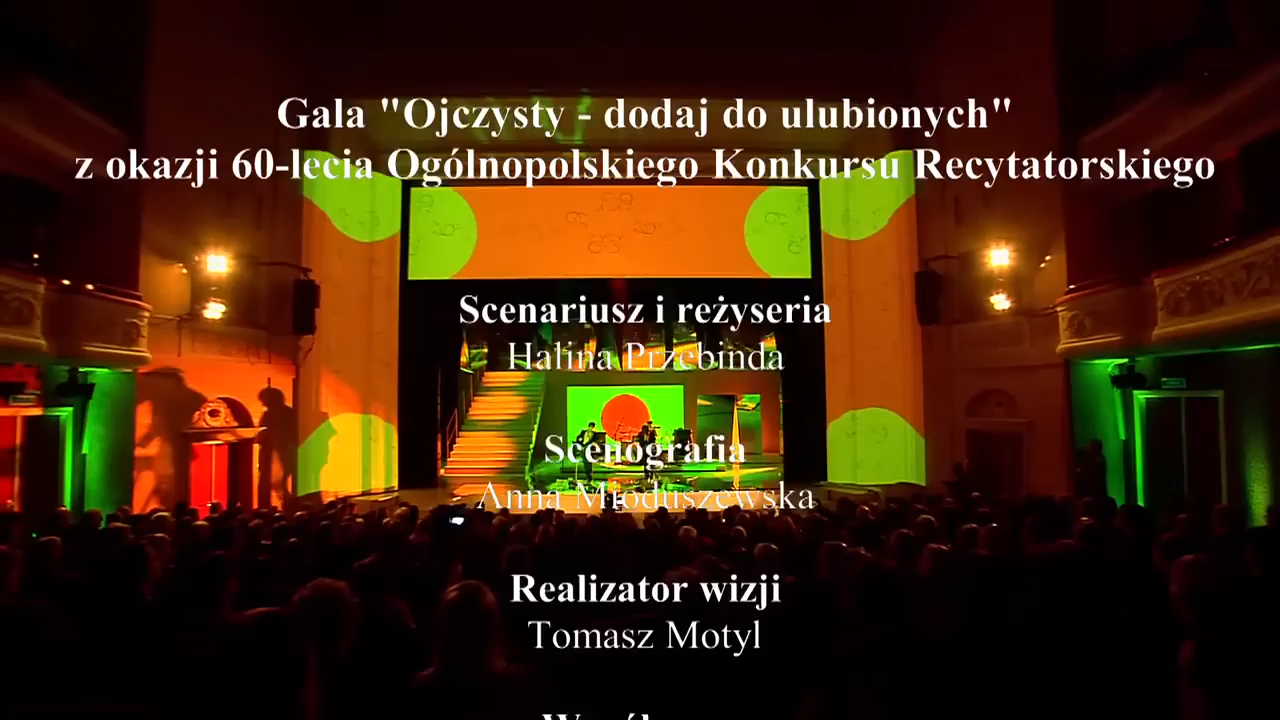 Gala "Ojczysty - dodaj do ulubionych"
z okazji 60-lecia Ogólnopolskiego Konkursu Recytatorskiego
Scenariusz i reżyseria
Halina Przebinda
Scenografia
Anna Mioduszewska
Realizator wizji
Tomasz Motyl